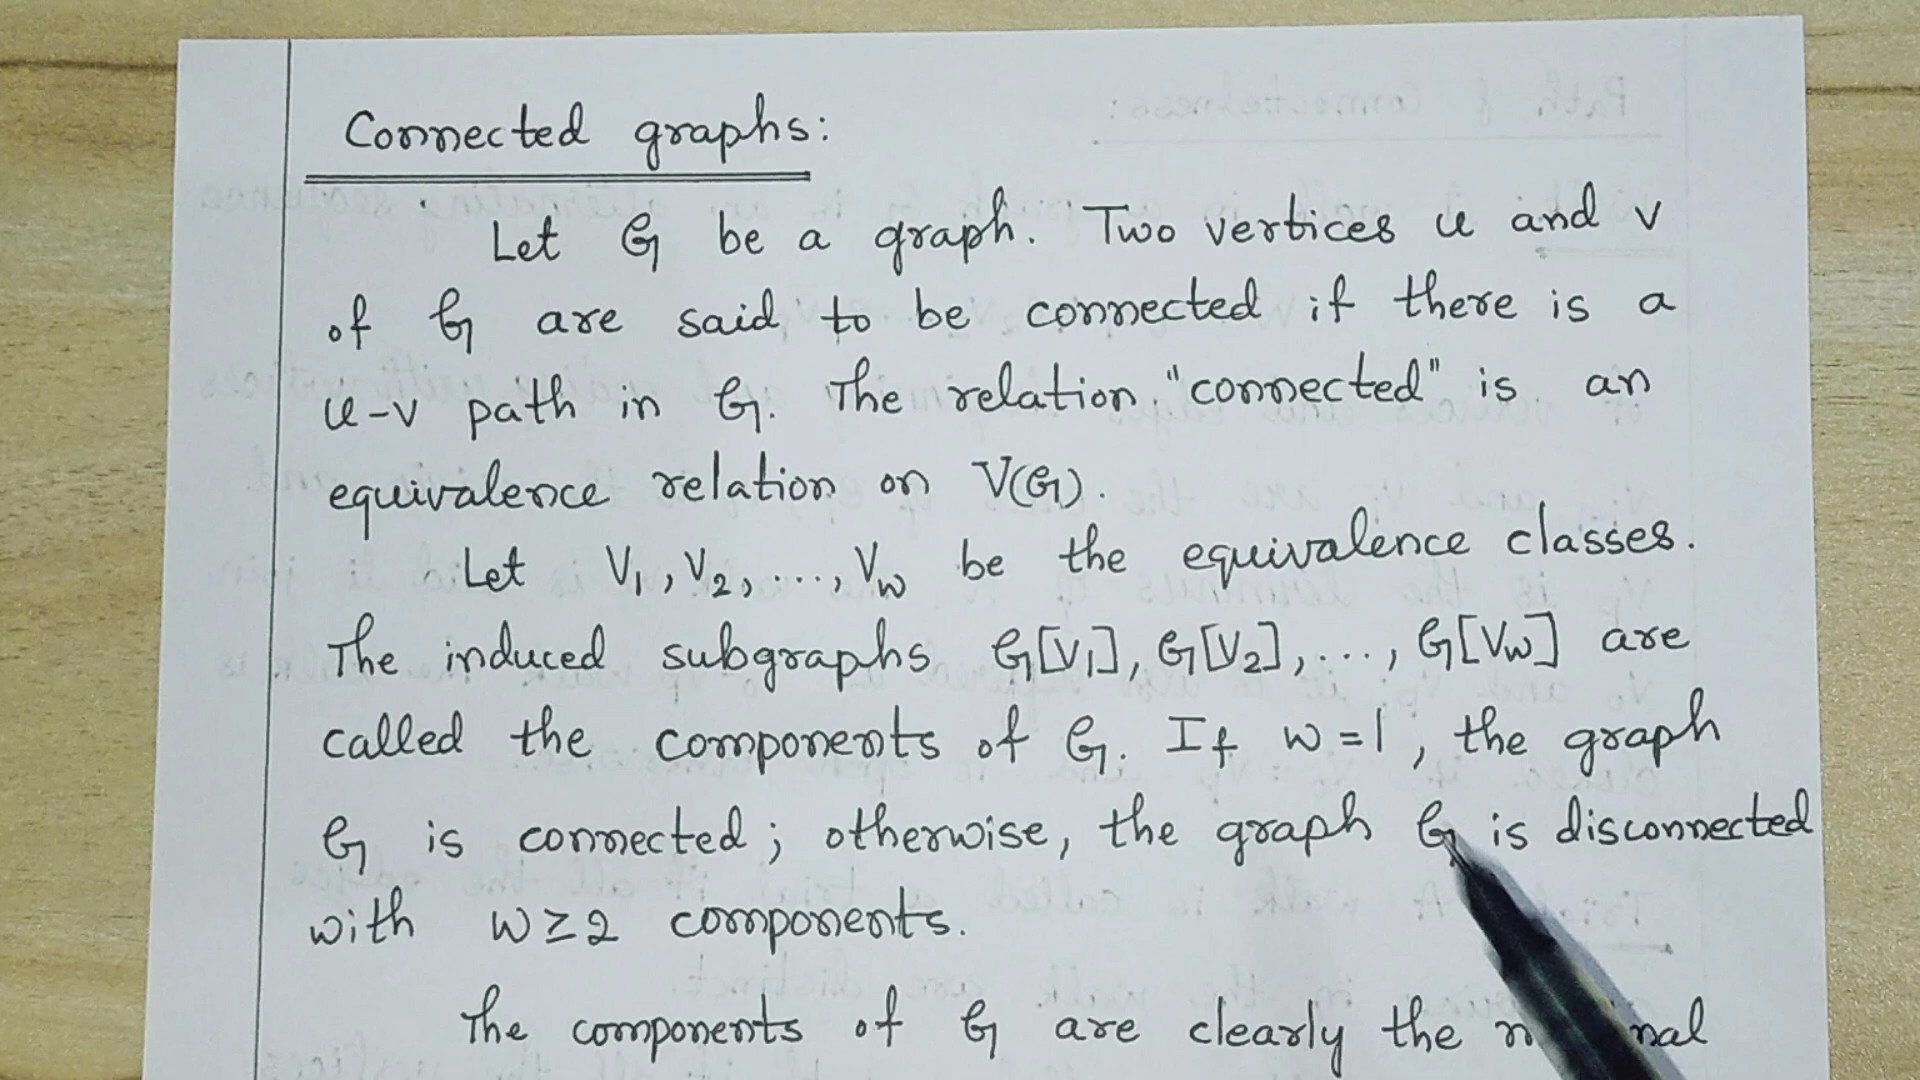 Connected graphs:
Let G be a graph. Two vertices u and v
of G are said to be connected if there is a
u-v path in G. The relation "connected" is an
equivalence relation on V(G).
Let V₁, V₂, ..., Vw be the equivalence classes.
The induced subgraphs G[V₁], G[V₂], ..., G[Vw] are
called the components of G. If w=1, the graph
G is connected; otherwise, the graph G is disconnected
with w≥2 components.
The components of G are clearly the